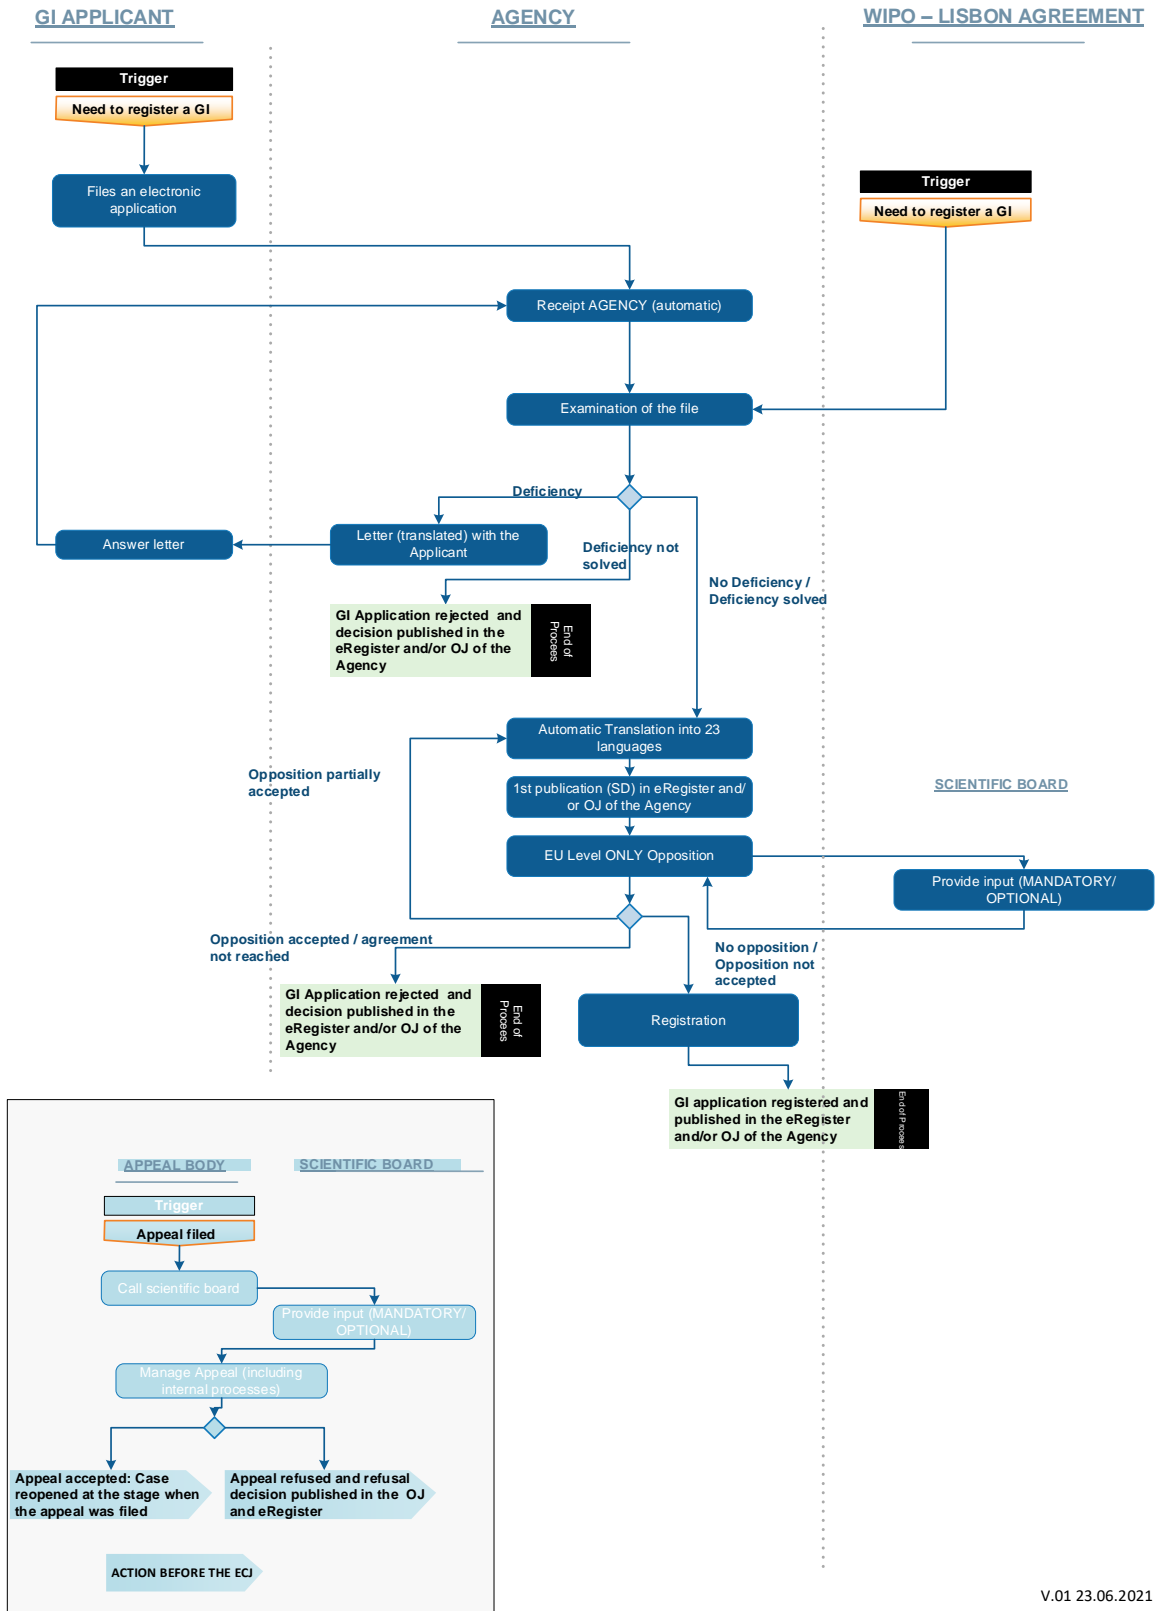 GI APPLICANT
AGENCY
WIPO – LISBON AGREEMENT
Trigger
Need to register a GI
Files an electronic
application
Trigger
Need to register a GI
Receipt AGENCY (automatic)
Examination of the file
Deficiency
Answer letter
Letter (translated) with the
Applicant
Deficiency not
solved
No Deficiency /
Deficiency solved
GI Application rejected and
decision published in the
eRegister and/or OJ of the
Agency
End of
Procees
Automatic Translation into 23
languages
Opposition partially
accepted
1st publication (SD) in eRegister and/
or OJ of the Agency
SCIENTIFIC BOARD
EU Level ONLY Opposition
Provide input (MANDATORY/
OPTIONAL)
Opposition accepted / agreement
not reached
No opposition /
Opposition not
accepted
GI Application rejected and
decision published in the
eRegister and/or OJ of the
Agency
End of
Procees
Registration
GI application registered and
published in the eRegister
and/or OJ of the Agency
End of Procees
APPEAL BODY
SCIENTIFIC BOARD
Trigger
Appeal filed
Call scientific board
Provide input (MANDATORY/
OPTIONAL)
Manage Appeal (including
internal processes)
Appeal accepted: Case
reopened at the stage when
the appeal was filed
Appeal refused and refusal
decision published in the OJ
and eRegister
ACTION BEFORE THE ECJ
V.01 23.06.2021